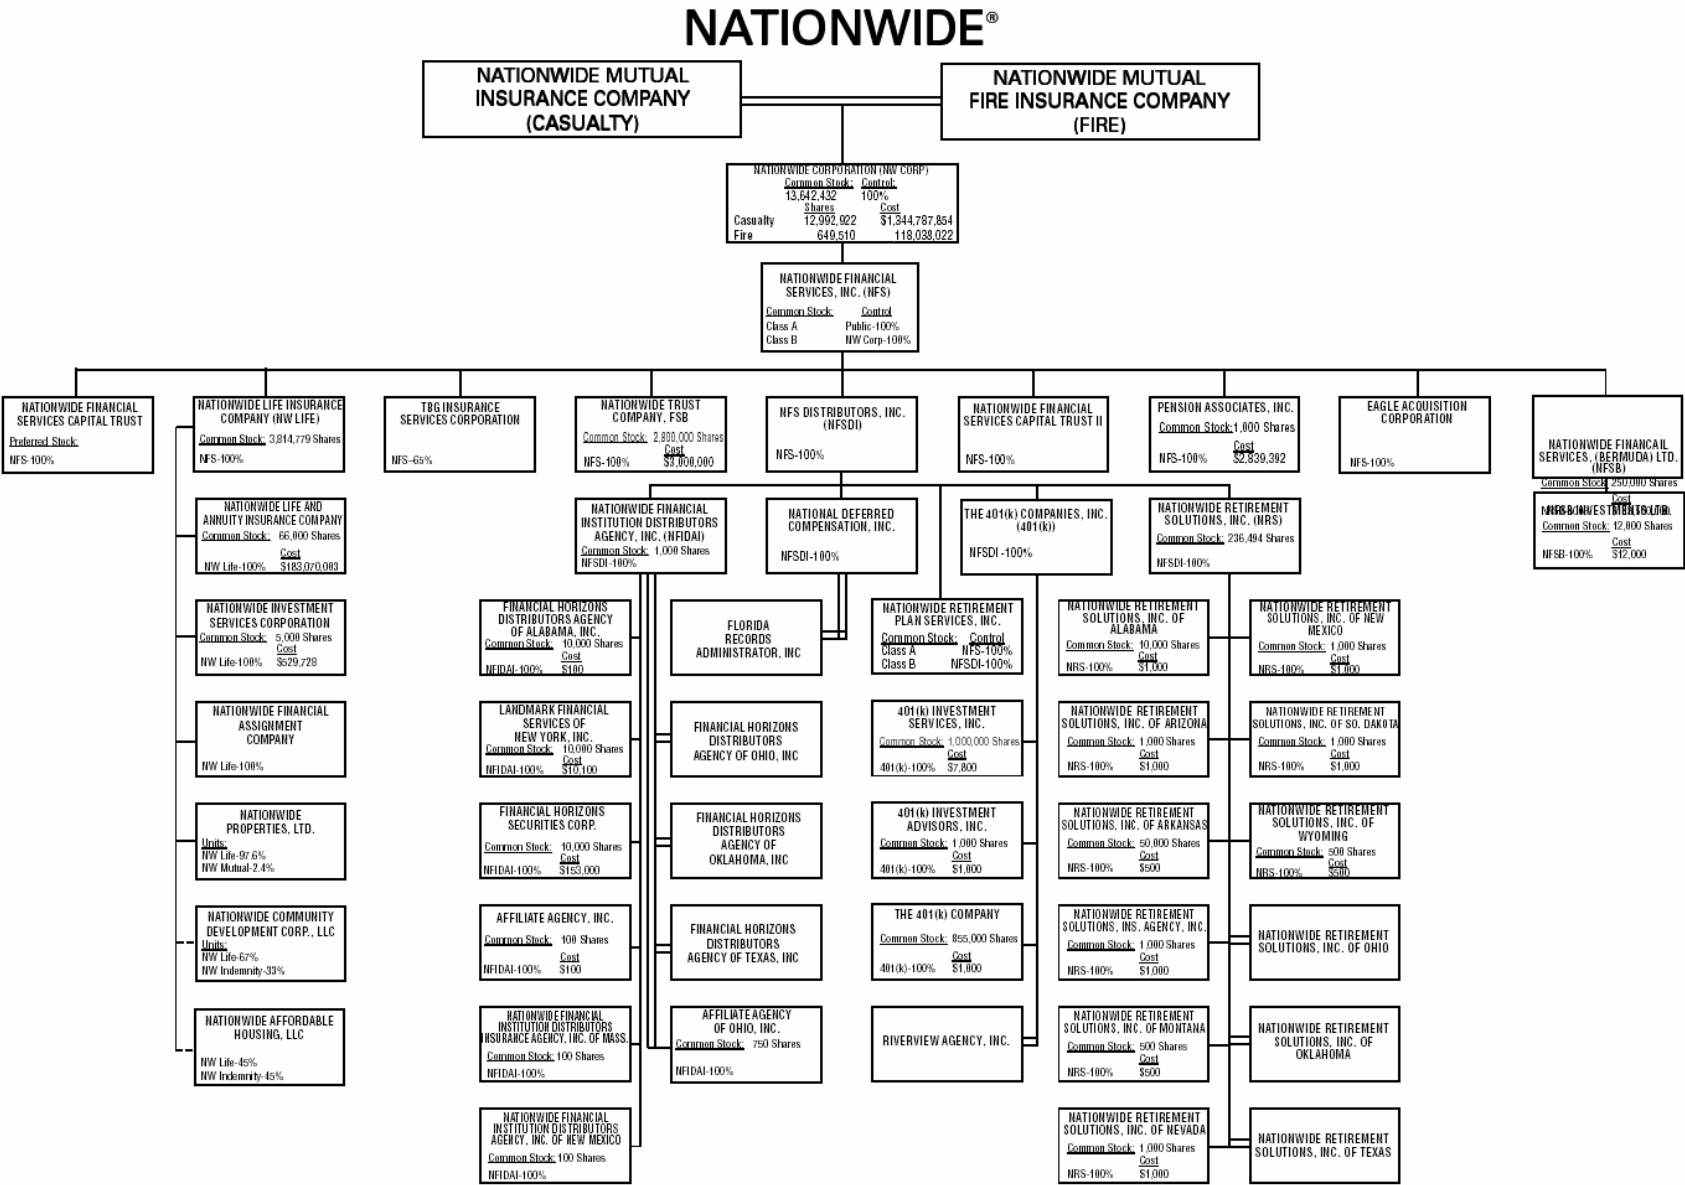 NATIONWIDE®
NATIONWIDE MUTUAL
INSURANCE COMPANY
(CASUALTY)
NATIONWIDE MUTUAL
FIRE INSURANCE COMPANY
(FIRE)
NATIONWIDE CORPORATION (NW CORP)
Common Stock: Control:
13,642,432 100%
Shares Cost
Casualty 12,992,922 $1,344,787,854
Fire 649,510 118,038,022
NATIONWIDE FINANCIAL
SERVICES, INC. (NFS)
Common Stock: Control
Class A Public-100%
Class B NW Corp-100%
NATIONWIDE FINANCIAL
SERVICES CAPITAL TRUST
Preferred Stock:
NFS-100%
NATIONWIDE LIFE INSURANCE
COMPANY (NW LIFE)
Common Stock: 3,814,779 Shares
NFS-100%
TBG INSURANCE
SERVICES CORPORATION
NFS-65%
NATIONWIDE TRUST
COMPANY, FSB
Common Stock: 2,800,000 Shares
Cost
NFS-100% $3,000,000
NFS DISTRIBUTORS, INC.
(NFSDI)
NFS-100%
NATIONWIDE FINANCIAL
SERVICES CAPITAL TRUST II
NFS-100%
PENSION ASSOCIATES, INC.
Common Stock: 1,000 Shares
Cost
NFS-100% $2,839,392
EAGLE ACQUISITION
CORPORATION
NFS-100%
NATIONWIDE FINANCAIL
SERVICES, (BERMUDA) LTD.
(NFSB)
Common Stock 250,000 Shares
Cost
Common Stock: 12,000 Shares
Cost
NFSB-100% $12,000
NATIONWIDE LIFE AND
ANNUITY INSURANCE COMPANY
Common Stock: 66,000 Shares
Cost
NW Life-100% $183,070,003
NATIONWIDE FINANCIAL
INSTITUTION DISTRIBUTORS
AGENCY, INC. (NFIDAI)
Common Stock: 1,000 Shares
NFSDI-100%
NATIONAL DEFERRED
COMPENSATION, INC.
NFSDI-100%
THE 401(k) COMPANIES, INC.
(401(k))
NFSDI -100%
NATIONWIDE RETIREMENT
SOLUTIONS, INC. (NRS)
Common Stock: 236,494 Shares
NFSDI-100%
NATIONWIDE INVESTMENT
SERVICES CORPORATION
Common Stock: 5,000 Shares
Cost
NW Life-100% $529,728
FINANCIAL HORIZONS
DISTRIBUTORS AGENCY
OF ALABAMA, INC.
Common Stock: 10,000 Shares
Cost
NFIDAI-100% $100
FLORIDA
RECORDS
ADMINISTRATOR, INC
NATIONWIDE RETIREMENT
PLAN SERVICES, INC.
Common Stock: Control
Class A NFS-100%
Class B NFSDI-100%
NATIONWIDE RETIREMENT
SOLUTIONS, INC. OF
ALABAMA
Common Stock: 10,000 Shares
Cost
NRS-100% $1,000
NATIONWIDE RETIREMENT
SOLUTIONS, INC. OF NEW
MEXICO
Common Stock: 1,000 Shares
Cost
NRS-100% $1,000
NATIONWIDE FINANCIAL
ASSIGNMENT
COMPANY
NW Life-100%
LANDMARK FINANCIAL
SERVICES OF
NEW YORK, INC.
Common Stock: 10,000 Shares
Cost
NFIDAI-100% $10,100
FINANCIAL HORIZONS
DISTRIBUTORS
AGENCY OF OHIO, INC
401(k) INVESTMENT
SERVICES, INC.
Common Stock: 1,000,000 Shares
Cost
401(k)-100% $7,800
NATIONWIDE RETIREMENT
SOLUTIONS, INC. OF ARIZONA
Common Stock: 1,000 Shares
Cost
NRS-100% $1,000
NATIONWIDE RETIREMENT
SOLUTIONS, INC. OF SO. DAKOTA
Common Stock: 1,000 Shares
Cost
NRS-100% $1,000
NATIONWIDE
PROPERTIES, LTD.
Units:
NW Life-97.6%
NW Mutual-2.4%
FINANCIAL HORIZONS
SECURITIES CORP.
Common Stock: 10,000 Shares
Cost
NFIDAI-100% $153,000
FINANCIAL HORIZONS
DISTRIBUTORS
AGENCY OF
OKLAHOMA, INC
401(k) INVESTMENT
ADVISORS, INC.
Common Stock: 1,000 Shares
Cost
401(k)-100% $1,000
NATIONWIDE RETIREMENT
SOLUTIONS, INC. OF ARKANSAS
Common Stock: 50,000 Shares
Cost
NRS-100% $500
NATIONWIDE RETIREMENT
SOLUTIONS, INC. OF
WYOMING
Common Stock: 500 Shares
Cost
NRS-100% $500
NATIONWIDE COMMUNITY
DEVELOPMENT CORP., LLC
Units:
NW Life-67%
NW Indemnity-33%
AFFILIATE AGENCY, INC.
Common Stock: 100 Shares
Cost
NFIDAI-100% $100
FINANCIAL HORIZONS
DISTRIBUTORS
AGENCY OF TEXAS, INC
THE 401(k) COMPANY
Common Stock: 855,000 Shares
Cost
401(k)-100% $1,000
NATIONWIDE RETIREMENT
SOLUTIONS, INS. AGENCY, INC.
Common Stock: 1,000 Shares
Cost
NRS-100% $1,000
NATIONWIDE RETIREMENT
SOLUTIONS, INC. OF OHIO
NATIONWIDE AFFORDABLE
HOUSING, LLC
NW Life-45%
NW Indemnity-45%
NATIONWIDE FINANCIAL
INSTITUTION DISTRIBUTORS
INSURANCE AGENCY, INC. OF MASS.
Common Stock: 100 Shares
NFIDAI-100%
AFFILIATE AGENCY
OF OHIO, INC.
Common Stock: 750 Shares
NFIDAI-100%
RIVERVIEW AGENCY, INC.
NATIONWIDE RETIREMENT
SOLUTIONS, INC. OF MONTANA
Common Stock: 500 Shares
Cost
NRS-100% $500
NATIONWIDE RETIREMENT
SOLUTIONS, INC. OF
OKLAHOMA
NATIONWIDE FINANCIAL
INSTITUTION DISTRIBUTORS
AGENCY, INC. OF NEW MEXICO
Common Stock: 100 Shares
NFIDAI-100%
NATIONWIDE RETIREMENT
SOLUTIONS, INC. OF NEVADA
Common Stock: 1,000 Shares
Cost
NRS-100% $1,000
NATIONWIDE RETIREMENT
SOLUTIONS, INC. OF TEXAS